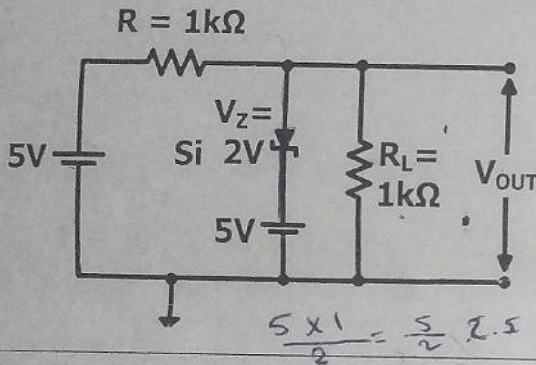 R = 1kΩ
V_Z=
Si 2V
5V
R_L=
1kΩ
V_OUT
5V
5 × 1 / 2 = 5 / 2 2.5